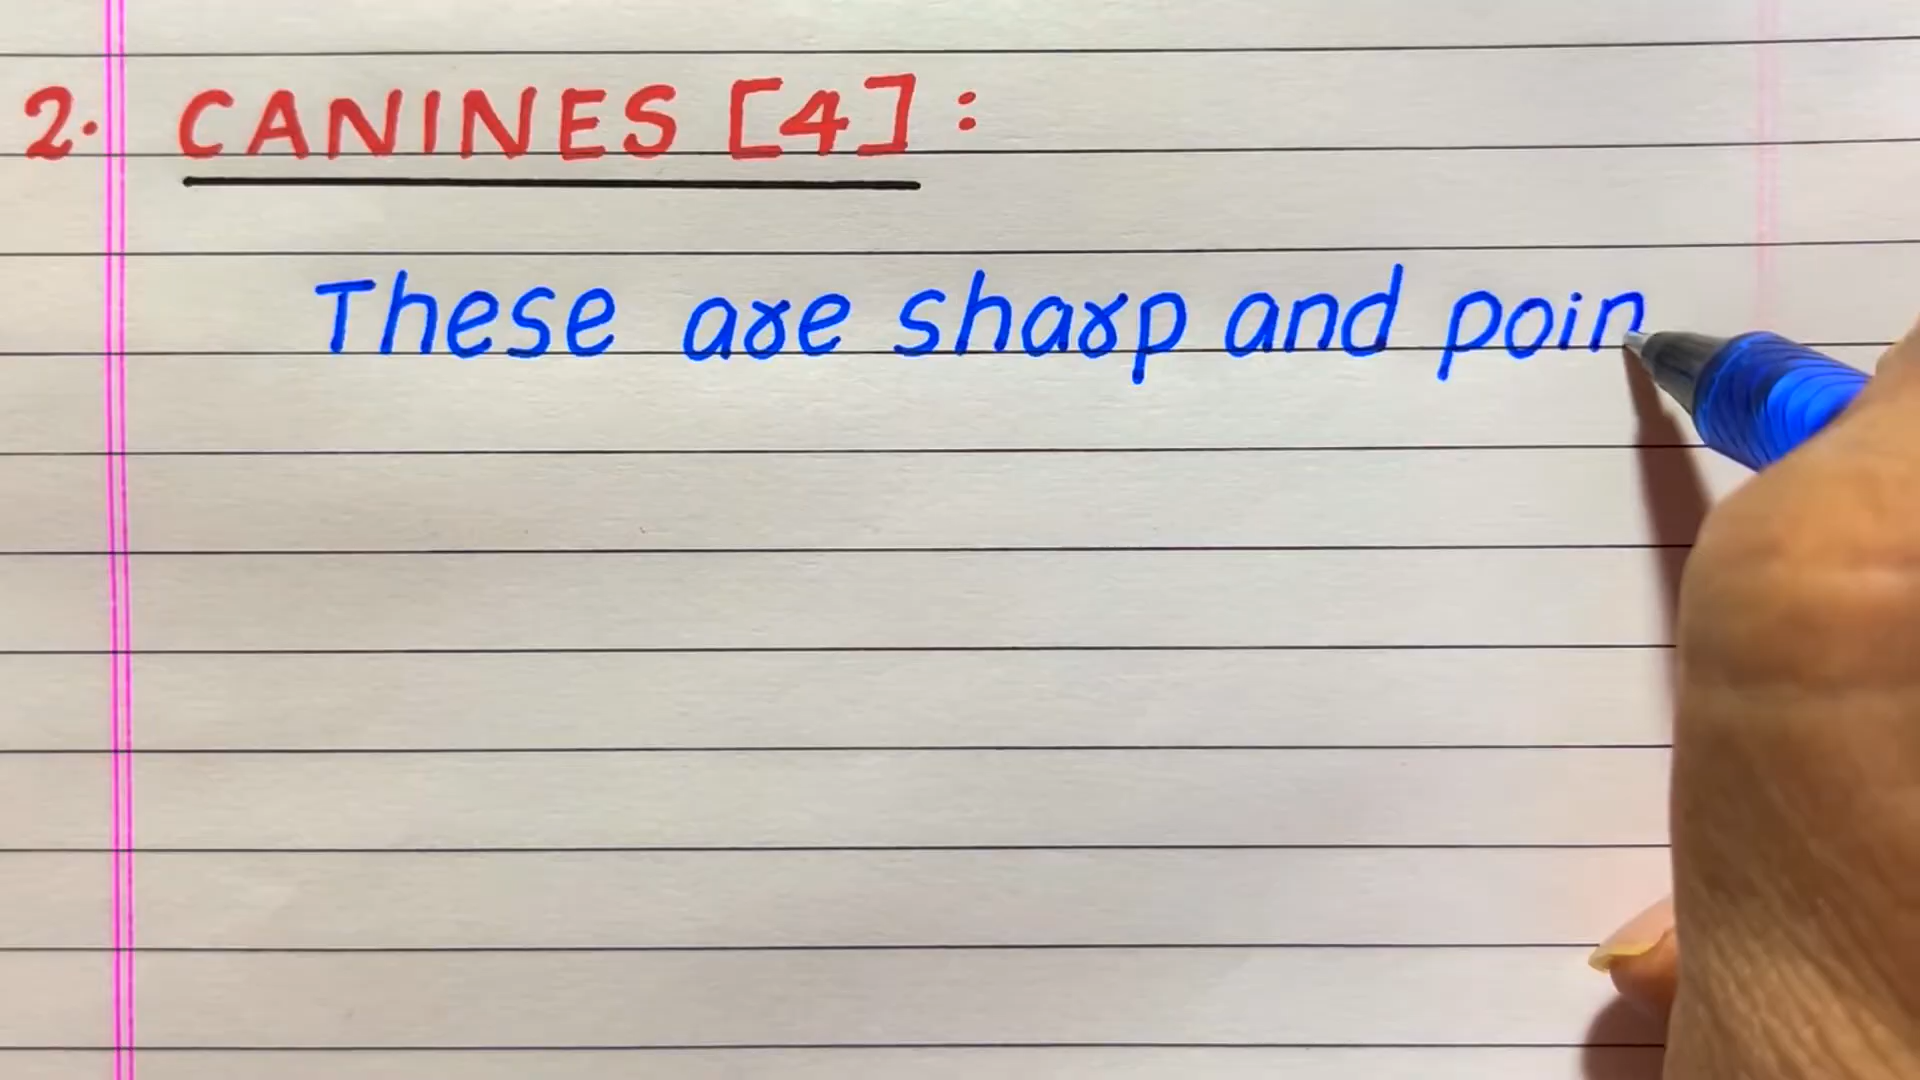 2. CANINES [4] :
These are sharp and poin